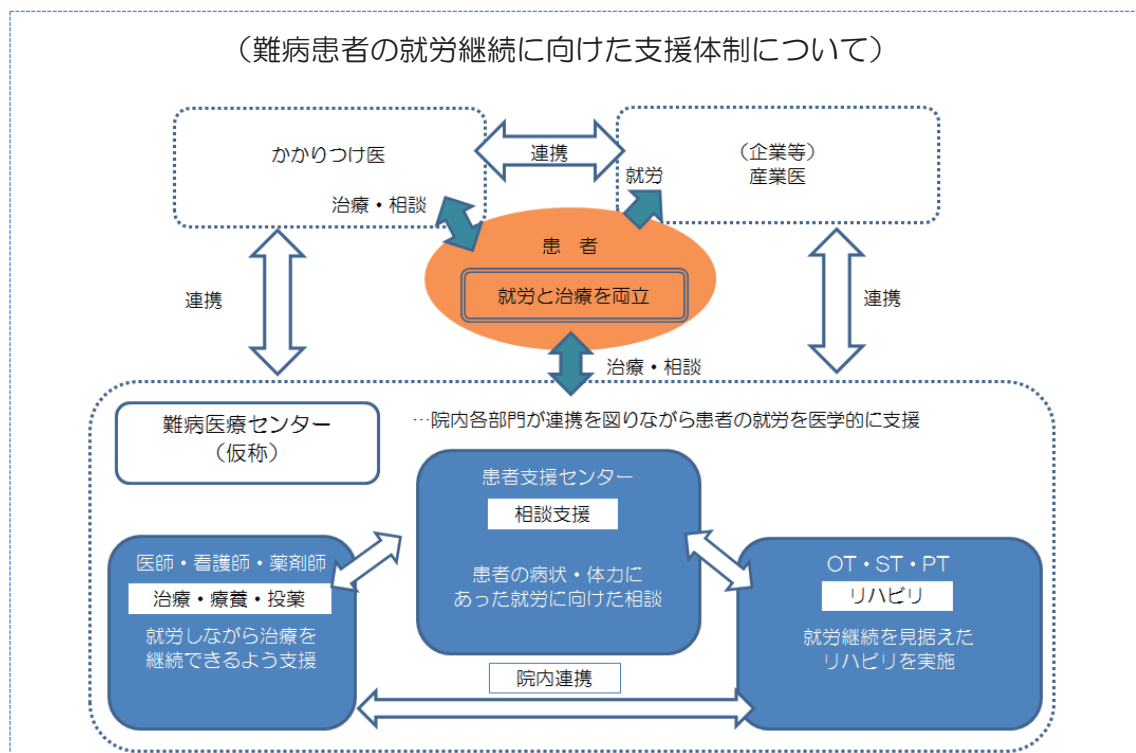 （難病患者の就労継続に向けた支援体制について）
かかりつけ医
連携
（企業等）
産業医
就労
治療・相談
患　者
就労と治療を両立
連携
連携
治療・相談
難病医療センター
（仮称）
…院内各部門が連携を図りながら患者の就労を医学的に支援
患者支援センター
相談支援
患者の病状・体力に
あった就労に向けた相談
医師・看護師・薬剤師
治療・療養・投薬
就労しながら治療を
継続できるよう支援
OT・ST・PT
リハビリ
就労継続を見据えた
リハビリを実施
院内連携